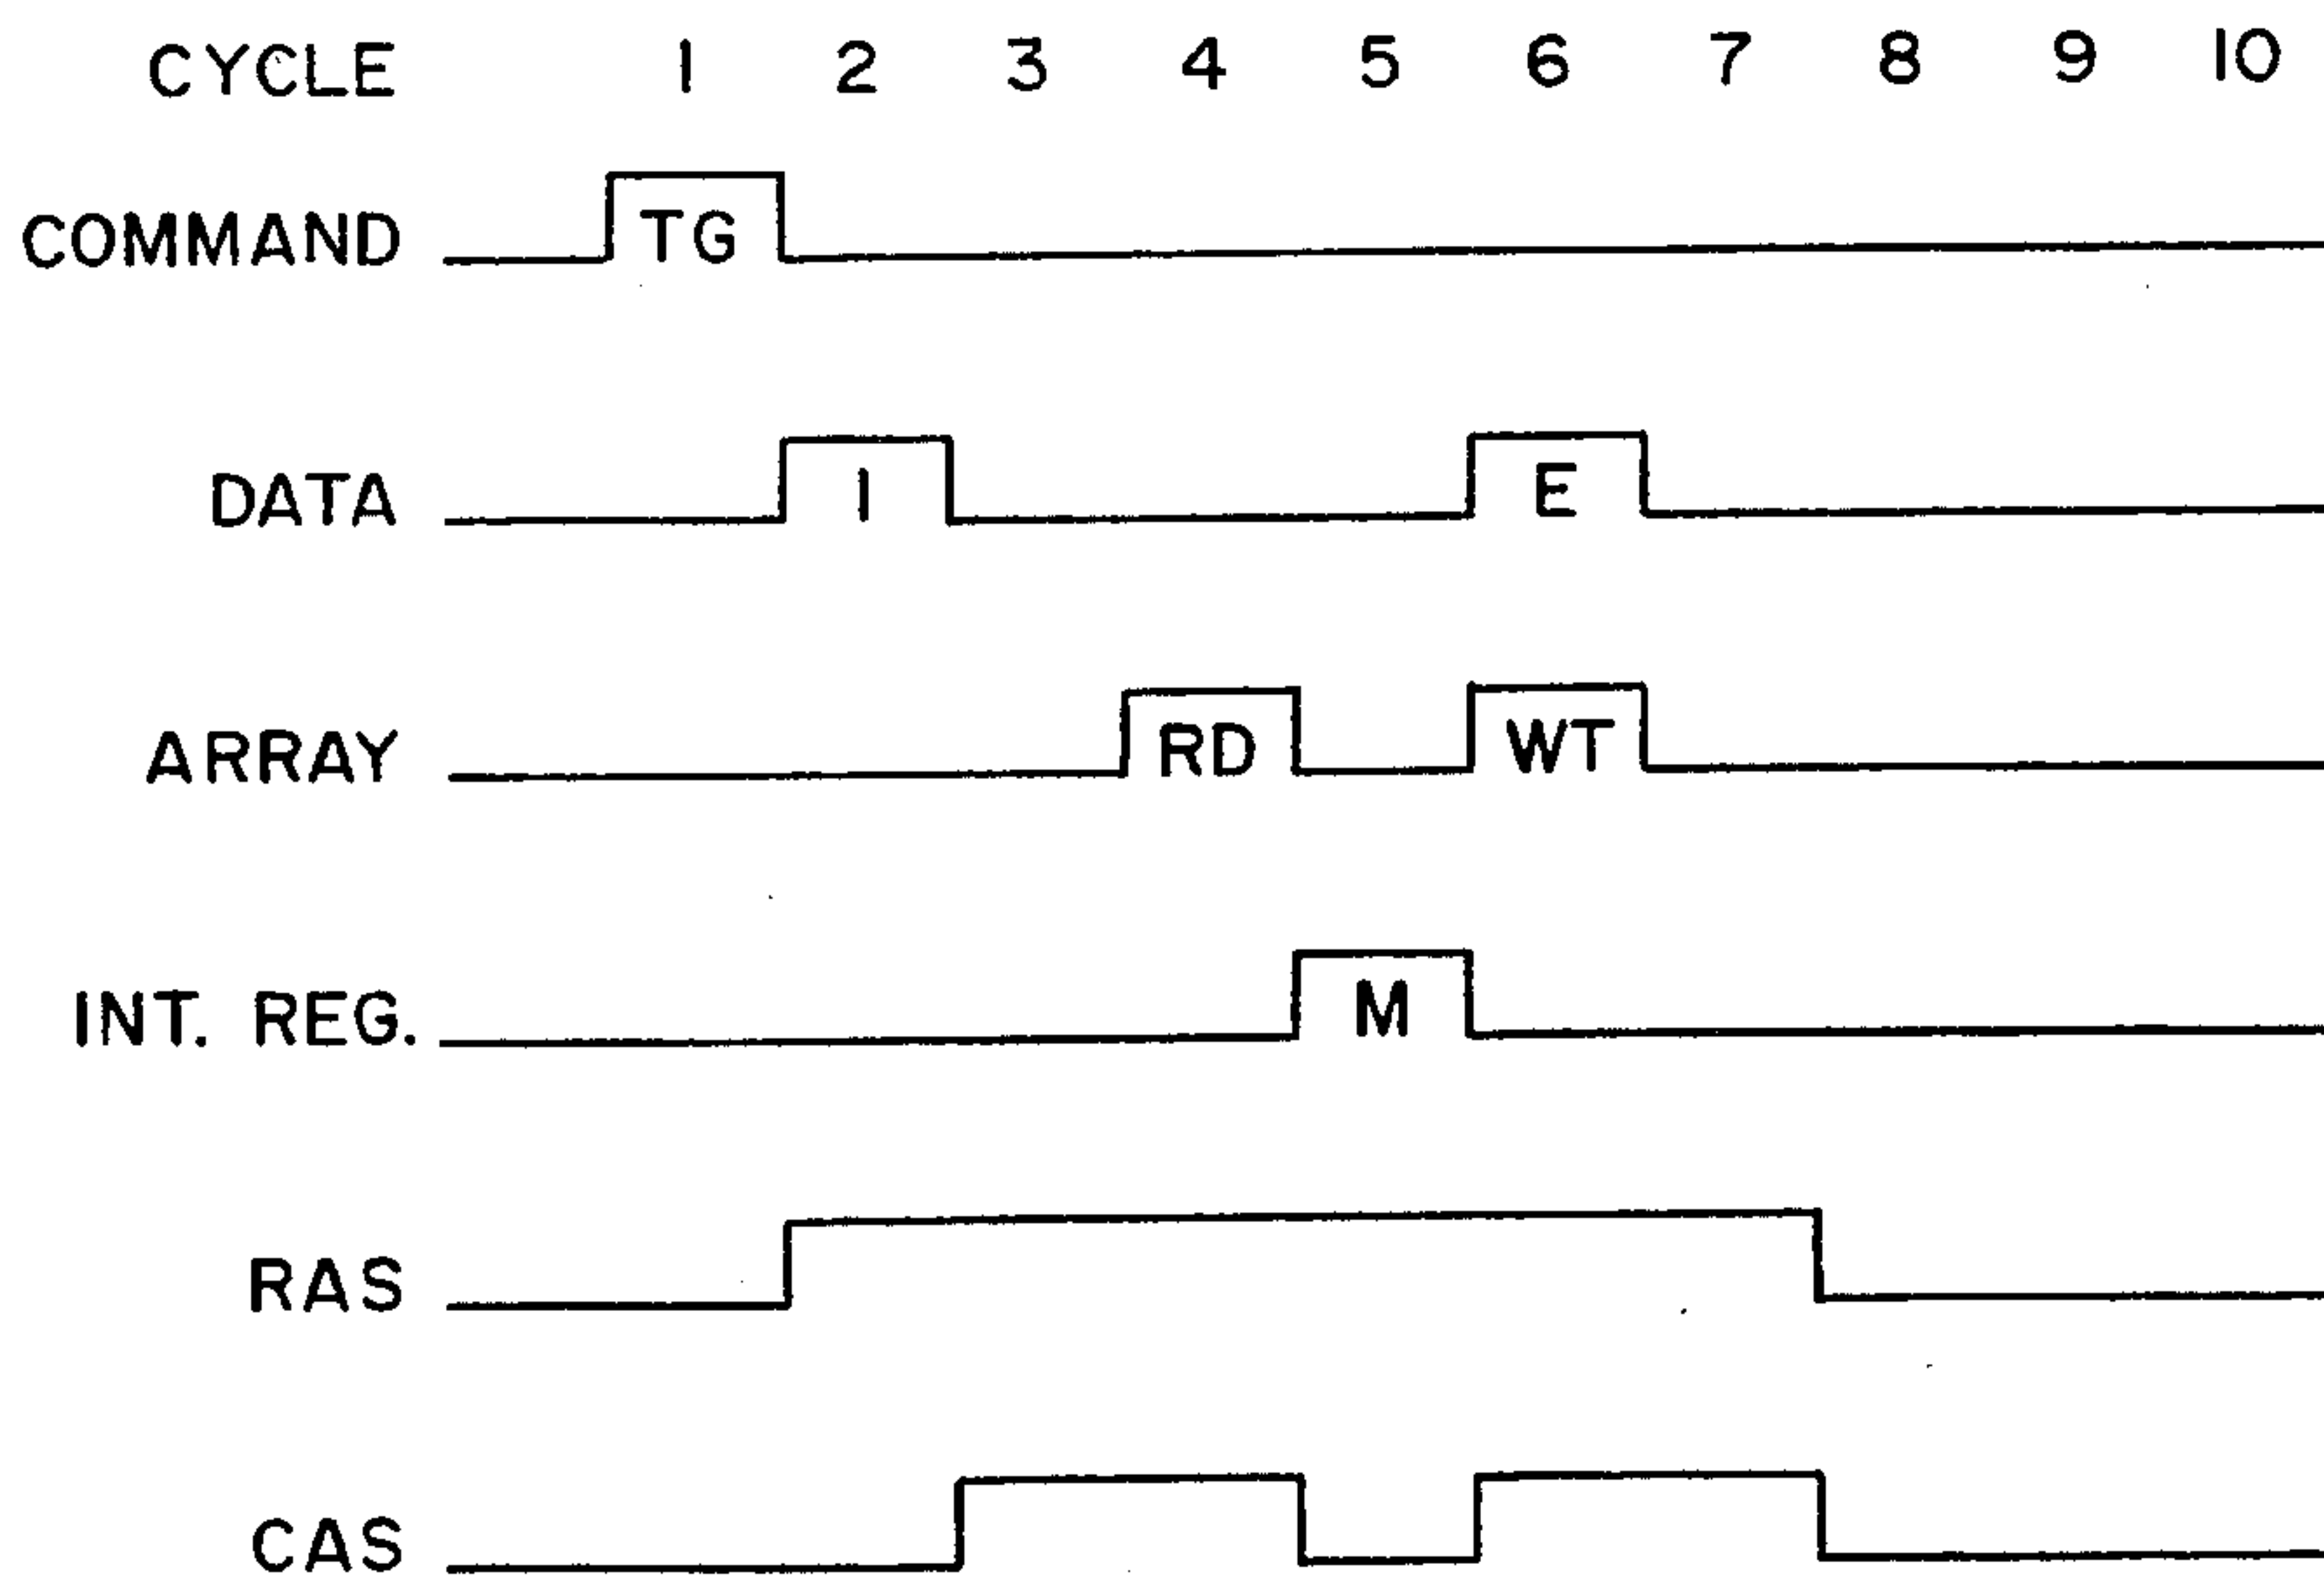 CYCLE 1 2 3 4 5 6 7 8 9 10
COMMAND TG
DATA I E
ARRAY RD WT
INT. REG. M
RAS
CAS